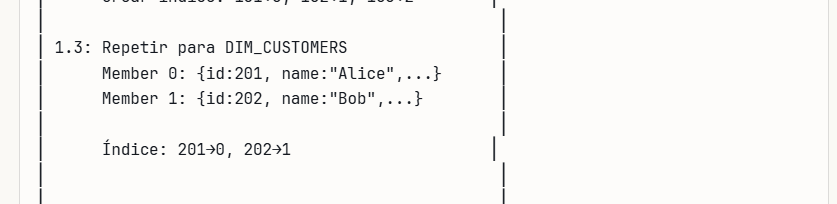 1.3: Repetir para DIM_CUSTOMERS
Member 0: {id:201, name:"Alice",...}
Member 1: {id:202, name:"Bob",...}
Índice: 201→0, 202→1